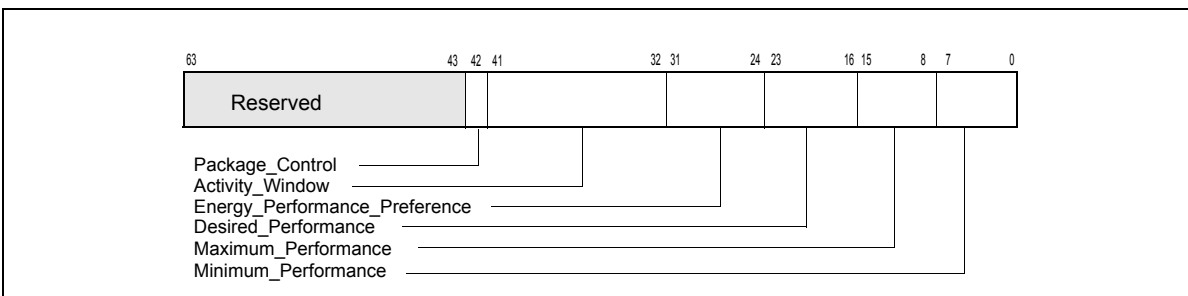 63 43 42 41 32 31 24 23 16 15 8 7 0
Reserved
Package_Control
Activity_Window
Energy_Performance_Preference
Desired_Performance
Maximum_Performance
Minimum_Performance